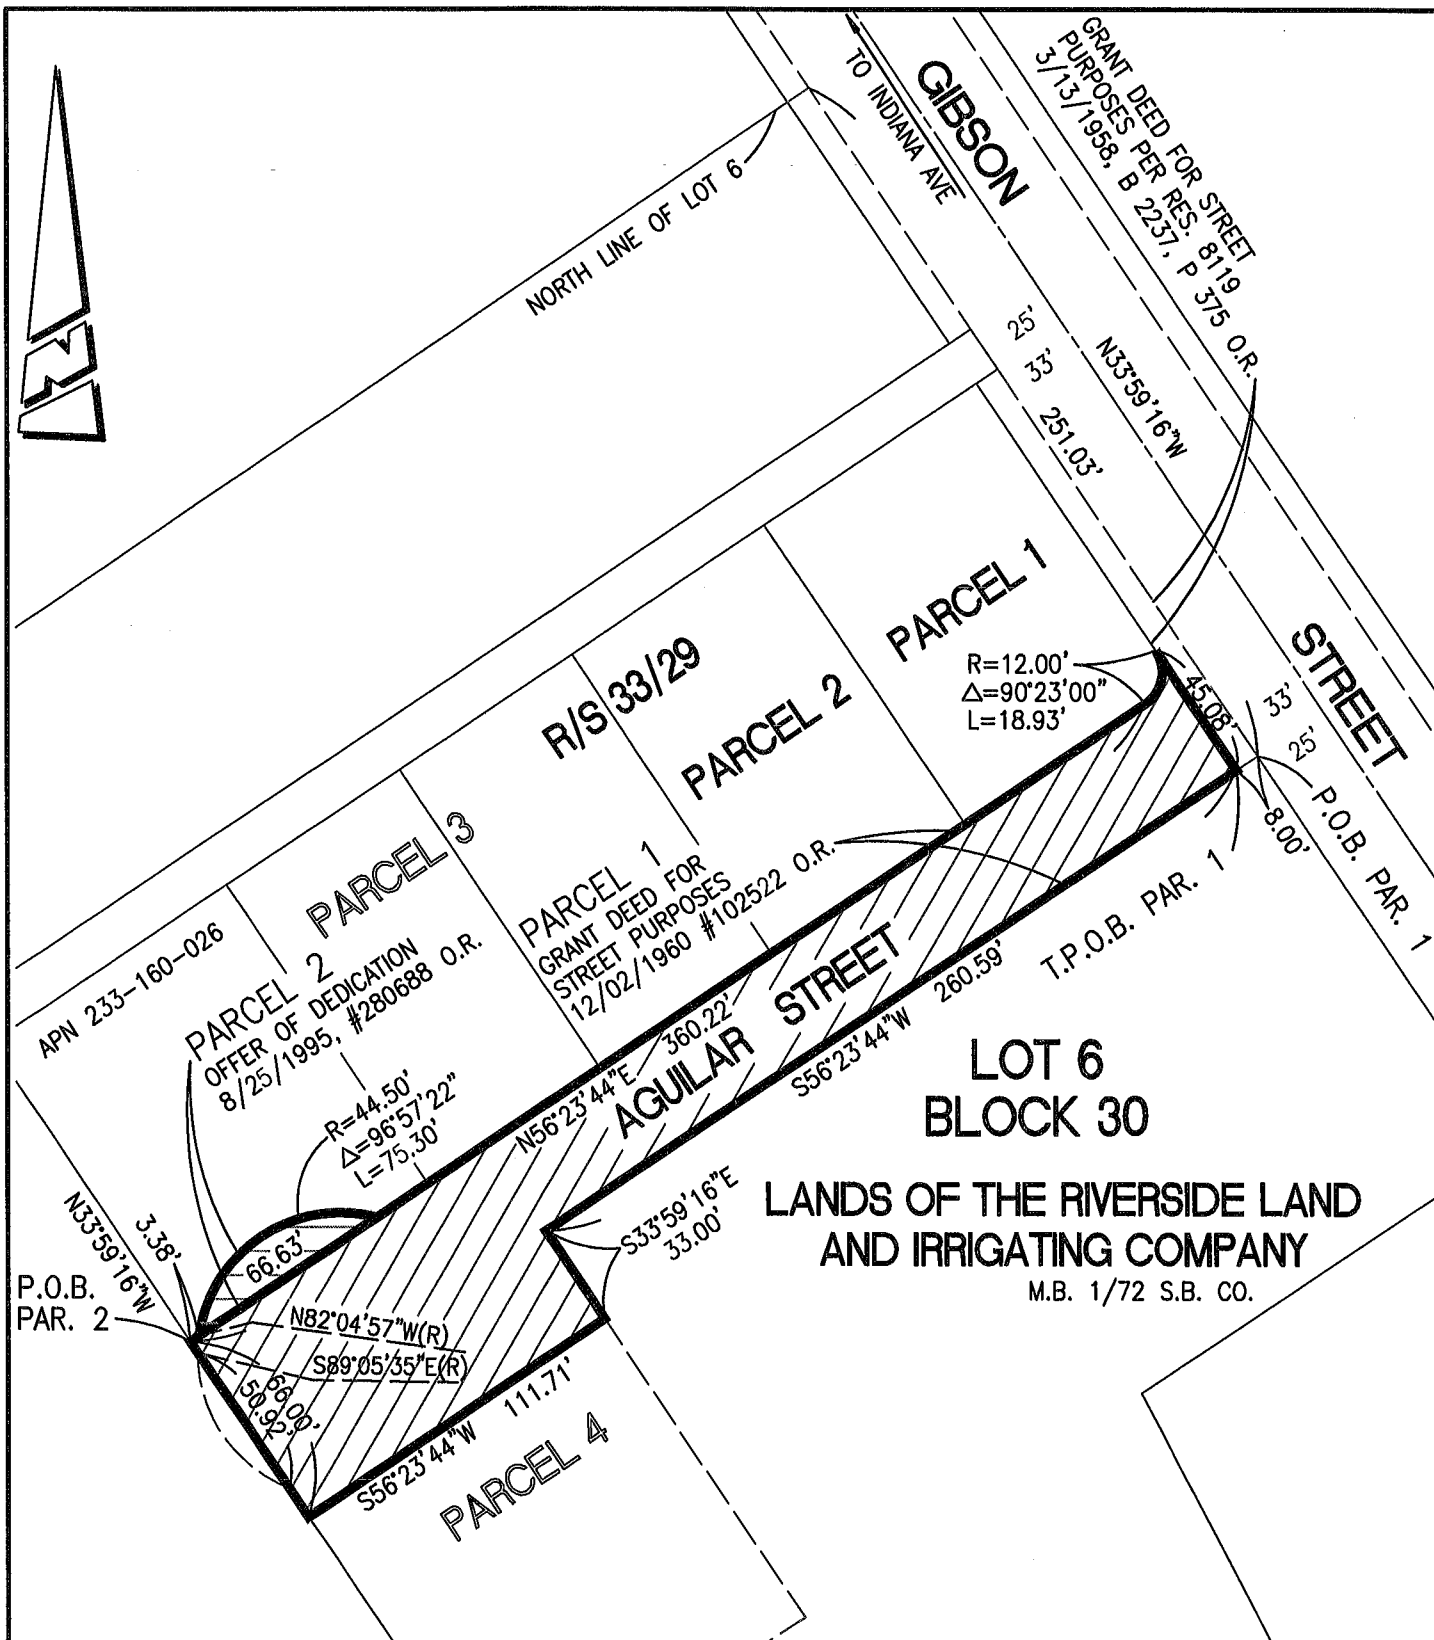 GRANT DEED FOR STREET
PURPOSES PER RES. 8119
3/13/1958, B 2237, P 375 O.R.
GIBSON
TO INDIANA AVE
NORTH LINE OF LOT 6
N
25'
33'
N33°59'16"W
251.03'
PARCEL 1
R/S 33/29
PARCEL 2
R=12.00'
Δ=90°23'00"
L=18.93'
45.08'
STREET
33'
25'
8.00'
P.O.B. PAR. 1
T.P.O.B. PAR. 1
PARCEL 3
PARCEL 1
GRANT DEED FOR
STREET PURPOSES
12/02/1960 #102522 O.R.
APN 233-160-026
PARCEL 2
OFFER OF DEDICATION
8/25/1995, #280688 O.R.
R=44.50'
Δ=96°57'22"
L=75.30'
N56°23'44"E 360.22'
AGUILAR STREET
S56°23'44"W 260.59'
LOT 6
BLOCK 30
LANDS OF THE RIVERSIDE LAND
AND IRRIGATING COMPANY
M.B. 1/72 S.B. CO.
S33°59'16"E
33.00'
N33°59'16"W
3.38'
66.63'
P.O.B.
PAR. 2
N82°04'57"W(R)
S89°05'35"E(R)
66.00'
50.92'
S56°23'44"W 111.71'
PARCEL 4